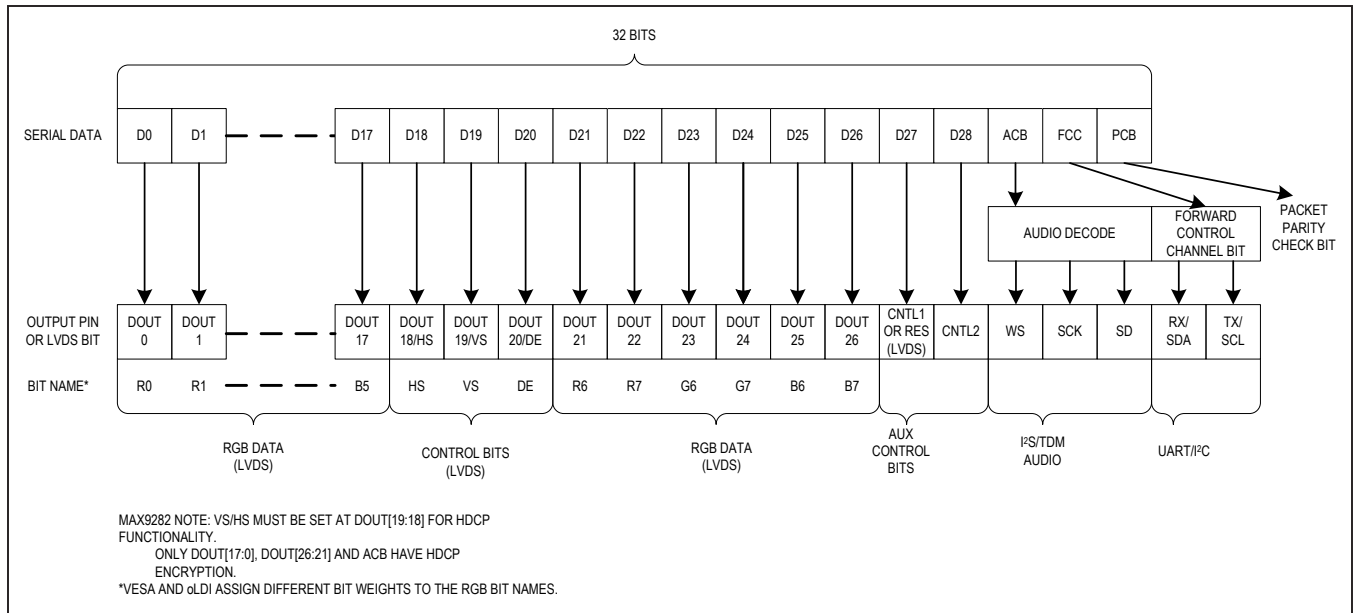 32 BITS
SERIAL DATA D0 D1 D17 D18 D19 D20 D21 D22 D23 D24 D25 D26 D27 D28 ACB FCC PCB
AUDIO DECODE
FORWARD
CONTROL
CHANNEL BIT
PACKET
PARITY
CHECK BIT
OUTPUT PIN
OR LVDS BIT
DOUT
0
DOUT
1
DOUT
17
DOUT
18/HS
DOUT
19/VS
DOUT
20/DE
DOUT
21
DOUT
22
DOUT
23
DOUT
24
DOUT
25
DOUT
26
CNTL1
OR RES
(LVDS)
CNTL2
WS
SCK
SD
RX/
SDA
TX/
SCL
BIT NAME* R0 R1 B5 HS VS DE R6 R7 G6 G7 B6 B7
RGB DATA
(LVDS)
CONTROL BITS
(LVDS)
RGB DATA
(LVDS)
AUX
CONTROL
BITS
I²S/TDM
AUDIO
UART/I²C
MAX9282 NOTE: VS/HS MUST BE SET AT DOUT[19:18] FOR HDCP
FUNCTIONALITY.
ONLY DOUT[17:0], DOUT[26:21] AND ACB HAVE HDCP
ENCRYPTION.
*VESA AND oLDI ASSIGN DIFFERENT BIT WEIGHTS TO THE RGB BIT NAMES.